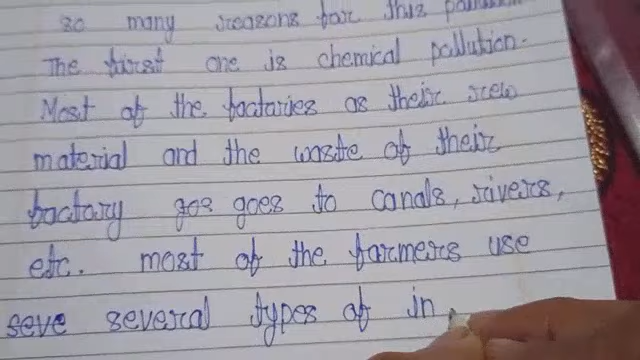 so many reasons for this pollution
The first one is chemical pollution.
Most of the factories as their raw
material and the waste of their
factory goe goes to canals, rivers,
etc. most of the farmers use
seve several types of in